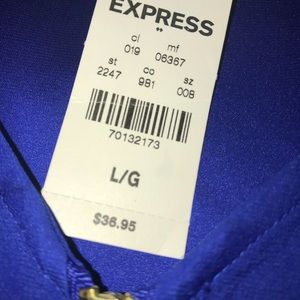 EXPRESS
cl mf
019 06367
st co sz
2247 981 008
70132173
L/G
$36.95